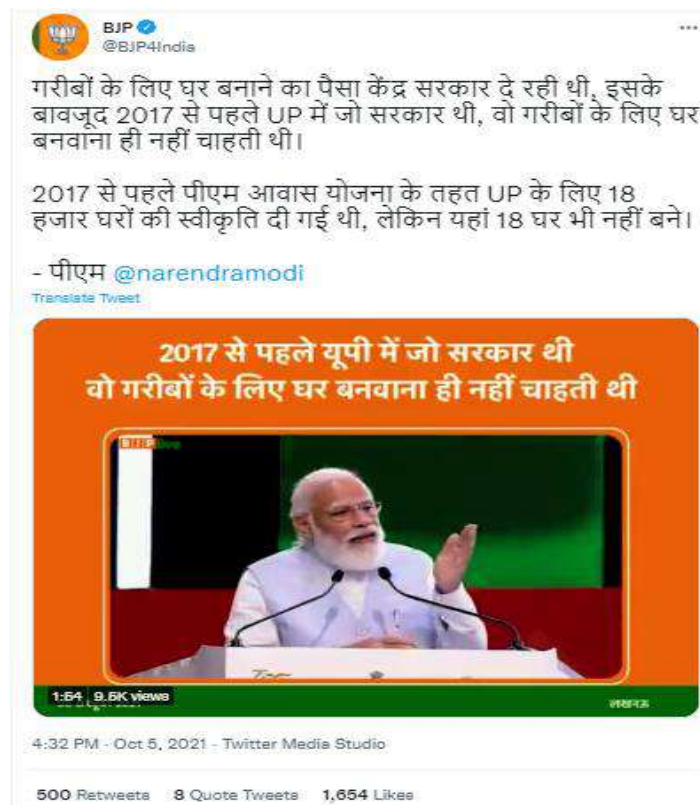 BJP
@BJP4India
गरीबों के लिए घर बनाने का पैसा केंद्र सरकार दे रही थी, इसके
बावजूद 2017 से पहले UP में जो सरकार थी, वो गरीबों के लिए घर
बनवाना ही नहीं चाहती थी।
2017 से पहले पीएम आवास योजना के तहत UP के लिए 18
हजार घरों की स्वीकृति दी गई थी, लेकिन यहां 18 घर भी नहीं बने।
- पीएम @narendramodi
Translate Tweet
2017 से पहले यूपी में जो सरकार थी
वो गरीबों के लिए घर बनवाना ही नहीं चाहती थी
BJP live
1:54 9.5K views
लखनऊ
4:32 PM · Oct 5, 2021 · Twitter Media Studio
500 Retweets 8 Quote Tweets 1,654 Likes